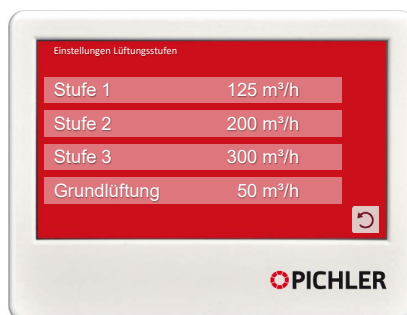 Einstellungen Lüftungsstufen
Stufe 1 125 m³/h
Stufe 2 200 m³/h
Stufe 3 300 m³/h
Grundlüftung 50 m³/h
PICHLER